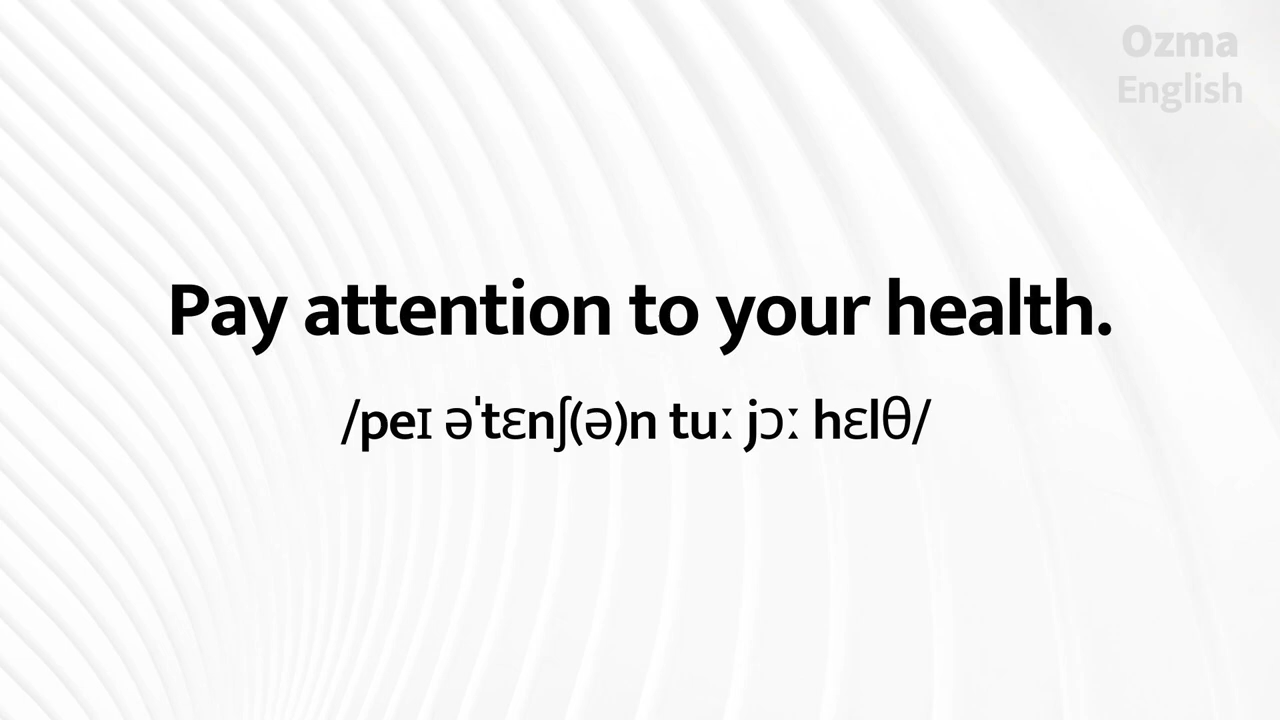 Ozma
English
Pay attention to your health.
/peɪ əˈtɛnʃ(ə)n tuː jɔː hɛlθ/